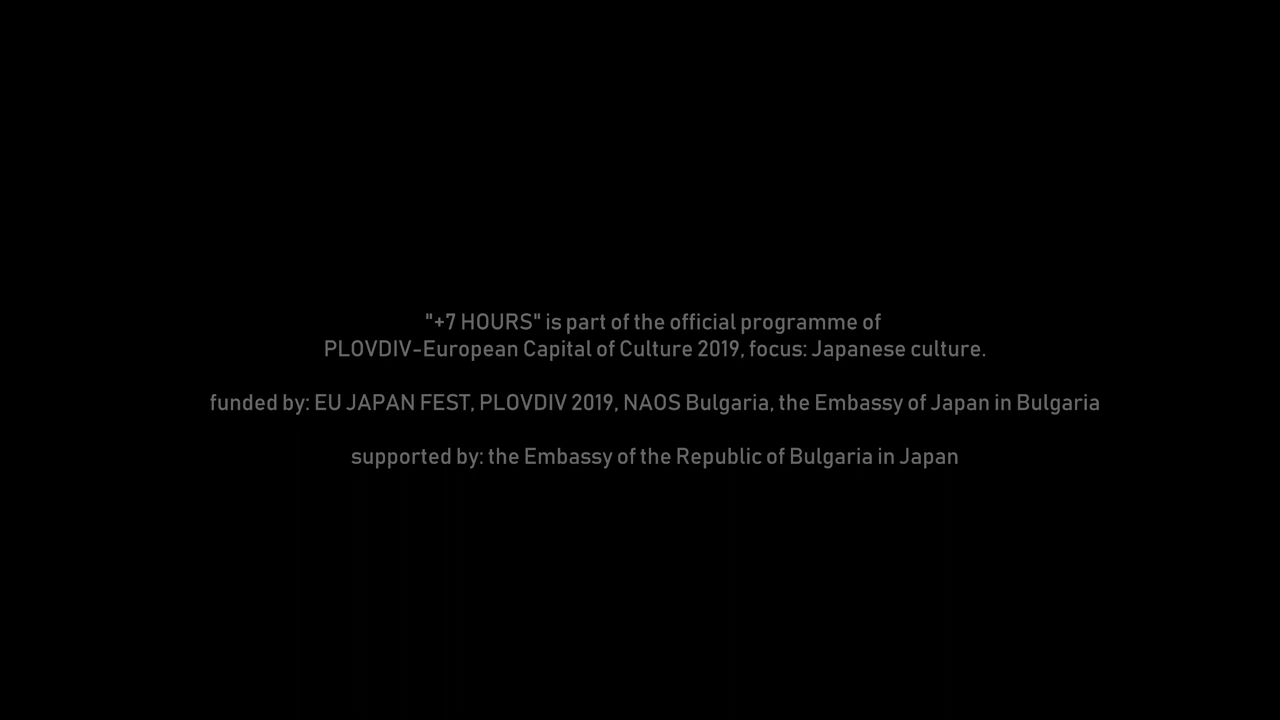 "+7 HOURS" is part of the official programme of
PLOVDIV-European Capital of Culture 2019, focus: Japanese culture.
funded by: EU JAPAN FEST, PLOVDIV 2019, NAOS Bulgaria, the Embassy of Japan in Bulgaria
supported by: the Embassy of the Republic of Bulgaria in Japan